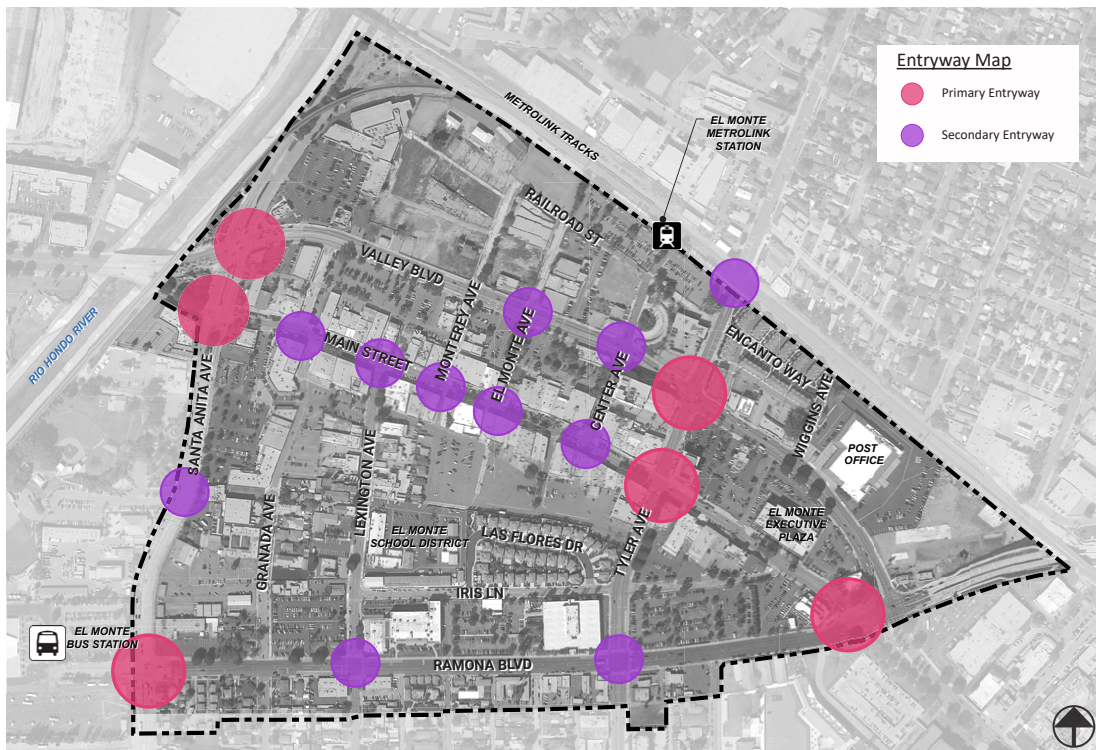 Entryway Map
Primary Entryway
Secondary Entryway
METROLINK TRACKS
EL MONTE
METROLINK
STATION
RAILROAD ST
VALLEY BLVD
RIO HONDO RIVER
MAIN STREET
MONTEREY AVE
EL MONTE AVE
CENTER AVE
ENCANTO WAY
WIGGINS AVE
POST
OFFICE
SANTA ANITA AVE
GRANADA AVE
LEXINGTON AVE
EL MONTE
SCHOOL DISTRICT
LAS FLORES DR
TYLER AVE
EL MONTE
EXECUTIVE
PLAZA
IRIS LN
EL MONTE
BUS STATION
RAMONA BLVD